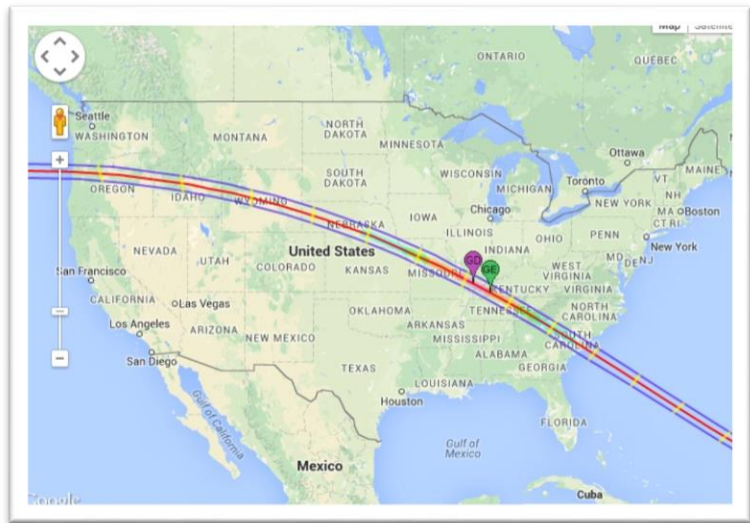 Map Satellite
ONTARIO
QUEBEC
Seattle
WASHINGTON
MONTANA
NORTH
DAKOTA
MINNESOTA
Ottawa
MAINE
OREGON
IDAHO
WYOMING
SOUTH
DAKOTA
WISCONSIN
MICHIGAN
Toronto
VT
NH
NEW YORK
MA
Boston
CT RI
NEBRASKA
IOWA
Chicago
ILLINOIS
INDIANA
OHIO
PENN
New York
NEVADA
UTAH
COLORADO
United States
KANSAS
MISSOURI
GD
GE
KENTUCKY
WEST
VIRGINIA
VIRGINIA
MD
DE
NJ
San Francisco
CALIFORNIA
Las Vegas
Los Angeles
San Diego
ARIZONA
NEW MEXICO
OKLAHOMA
ARKANSAS
TENNESSEE
NORTH
CAROLINA
SOUTH
CAROLINA
MISSISSIPPI
ALABAMA
GEORGIA
TEXAS
LOUISIANA
Houston
FLORIDA
Gulf of
California
Gulf of
Mexico
Mexico
Cuba
Google